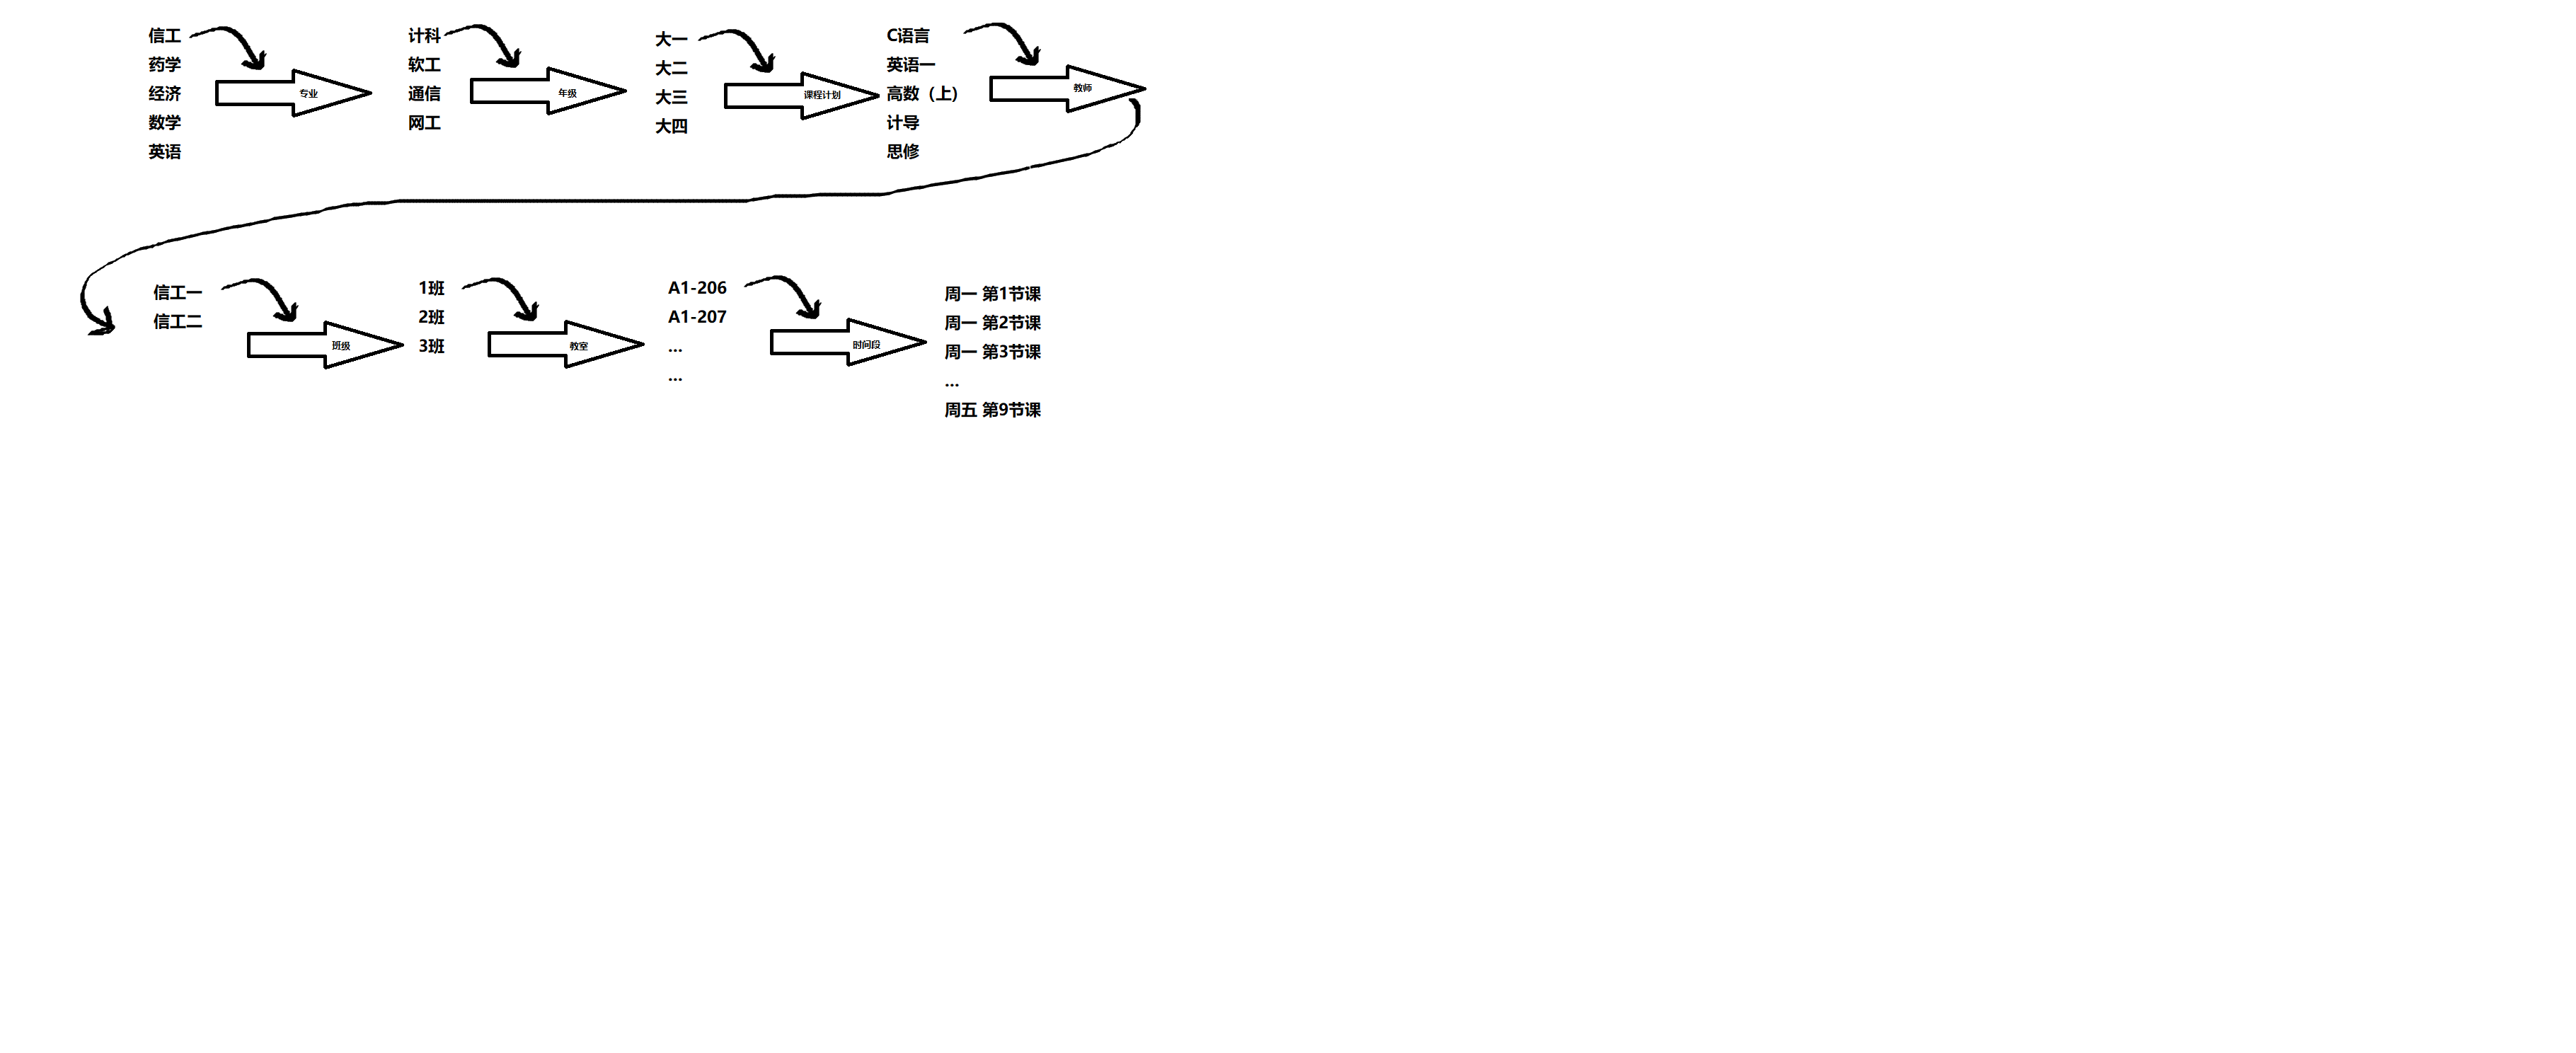 信工
药学
经济
数学
英语
专业
计科
软工
通信
网工
年级
大一
大二
大三
大四
课程计划
C语言
英语一
高数（上）
计导
思修
教师
信工一
信工二
班级
1班
2班
3班
教室
A1-206
A1-207
...
...
时间段
周一 第1节课
周一 第2节课
周一 第3节课
...
周五 第9节课